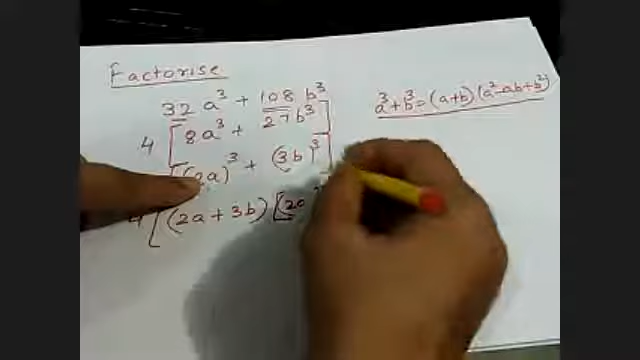 Factorise
32 a³ + 108 b³
4 [ 8a³ + 27b³ ]
[ (2a)³ + (3b)³ ]
4 [ (2a + 3b) [ (2a
a³ + b³ = (a+b) (a² - ab + b²)